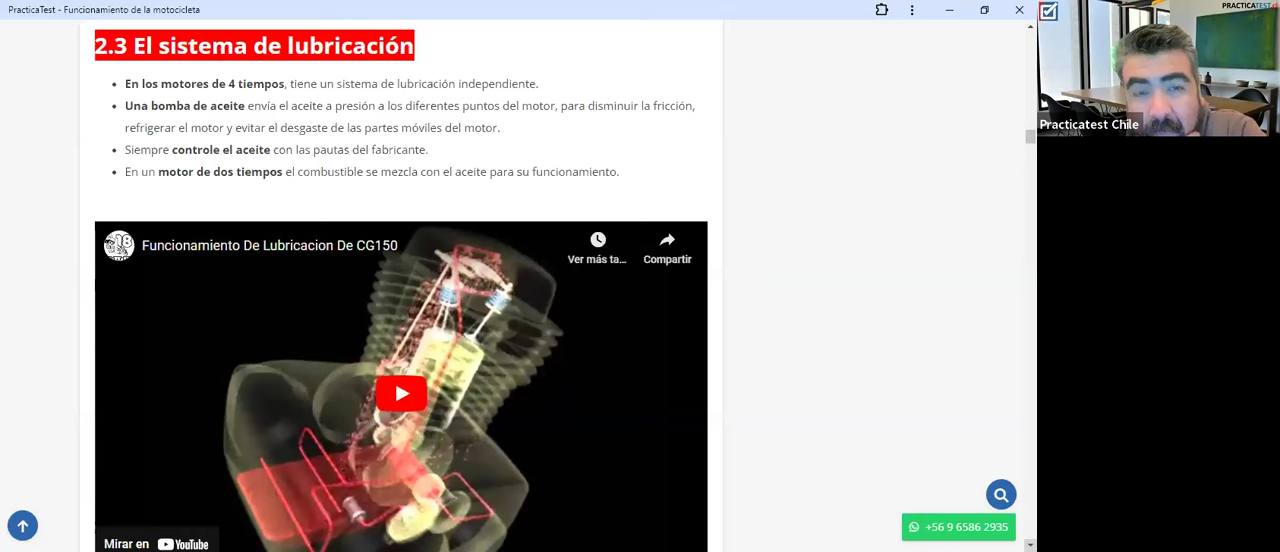 PracticaTest - Funcionamiento de la motocicleta
PRACTICATEST
2.3 El sistema de lubricación
En los motores de 4 tiempos, tiene un sistema de lubricación independiente.
Una bomba de aceite envía el aceite a presión a los diferentes puntos del motor, para disminuir la fricción,
refrigerar el motor y evitar el desgaste de las partes móviles del motor.
Siempre controle el aceite con las pautas del fabricante.
En un motor de dos tiempos el combustible se mezcla con el aceite para su funcionamiento.
Practicatest Chile
18
Funcionamiento De Lubricacion De CG150
Ver más ta...
Compartir
+56 9 6586 2935
Mirar en YouTube